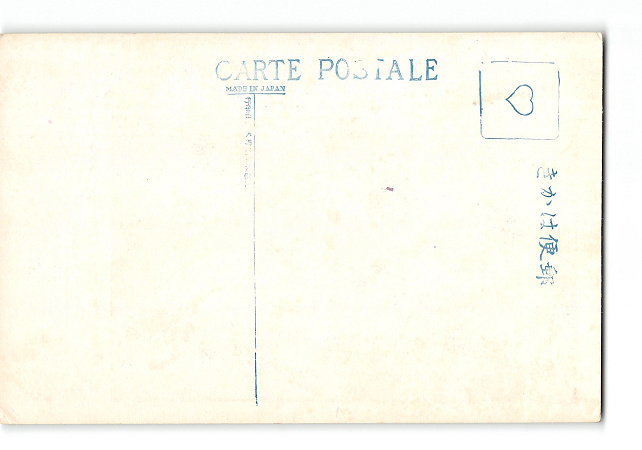 CARTE POSTALE
MADE IN JAPAN
きかは便郵